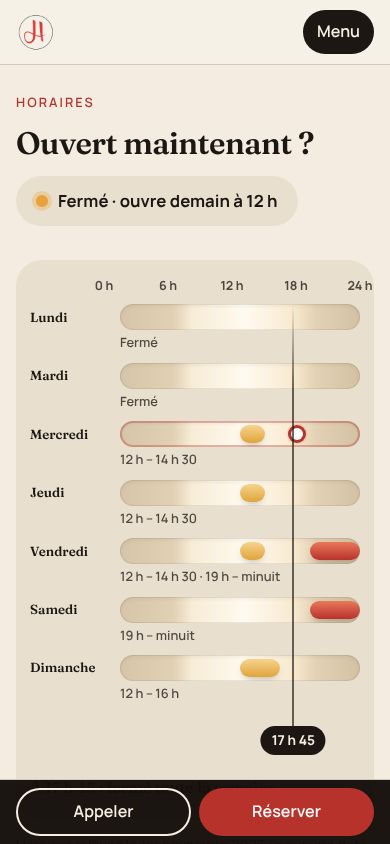 H
Menu
HORAIRES
Ouvert maintenant ?
Fermé · ouvre demain à 12 h
0 h 6 h 12 h 18 h 24 h
Lundi
Fermé
Mardi
Fermé
Mercredi
12 h – 14 h 30
Jeudi
12 h – 14 h 30
Vendredi
12 h – 14 h 30 · 19 h – minuit
Samedi
19 h – minuit
Dimanche
12 h – 16 h
17 h 45
Appeler
Réserver